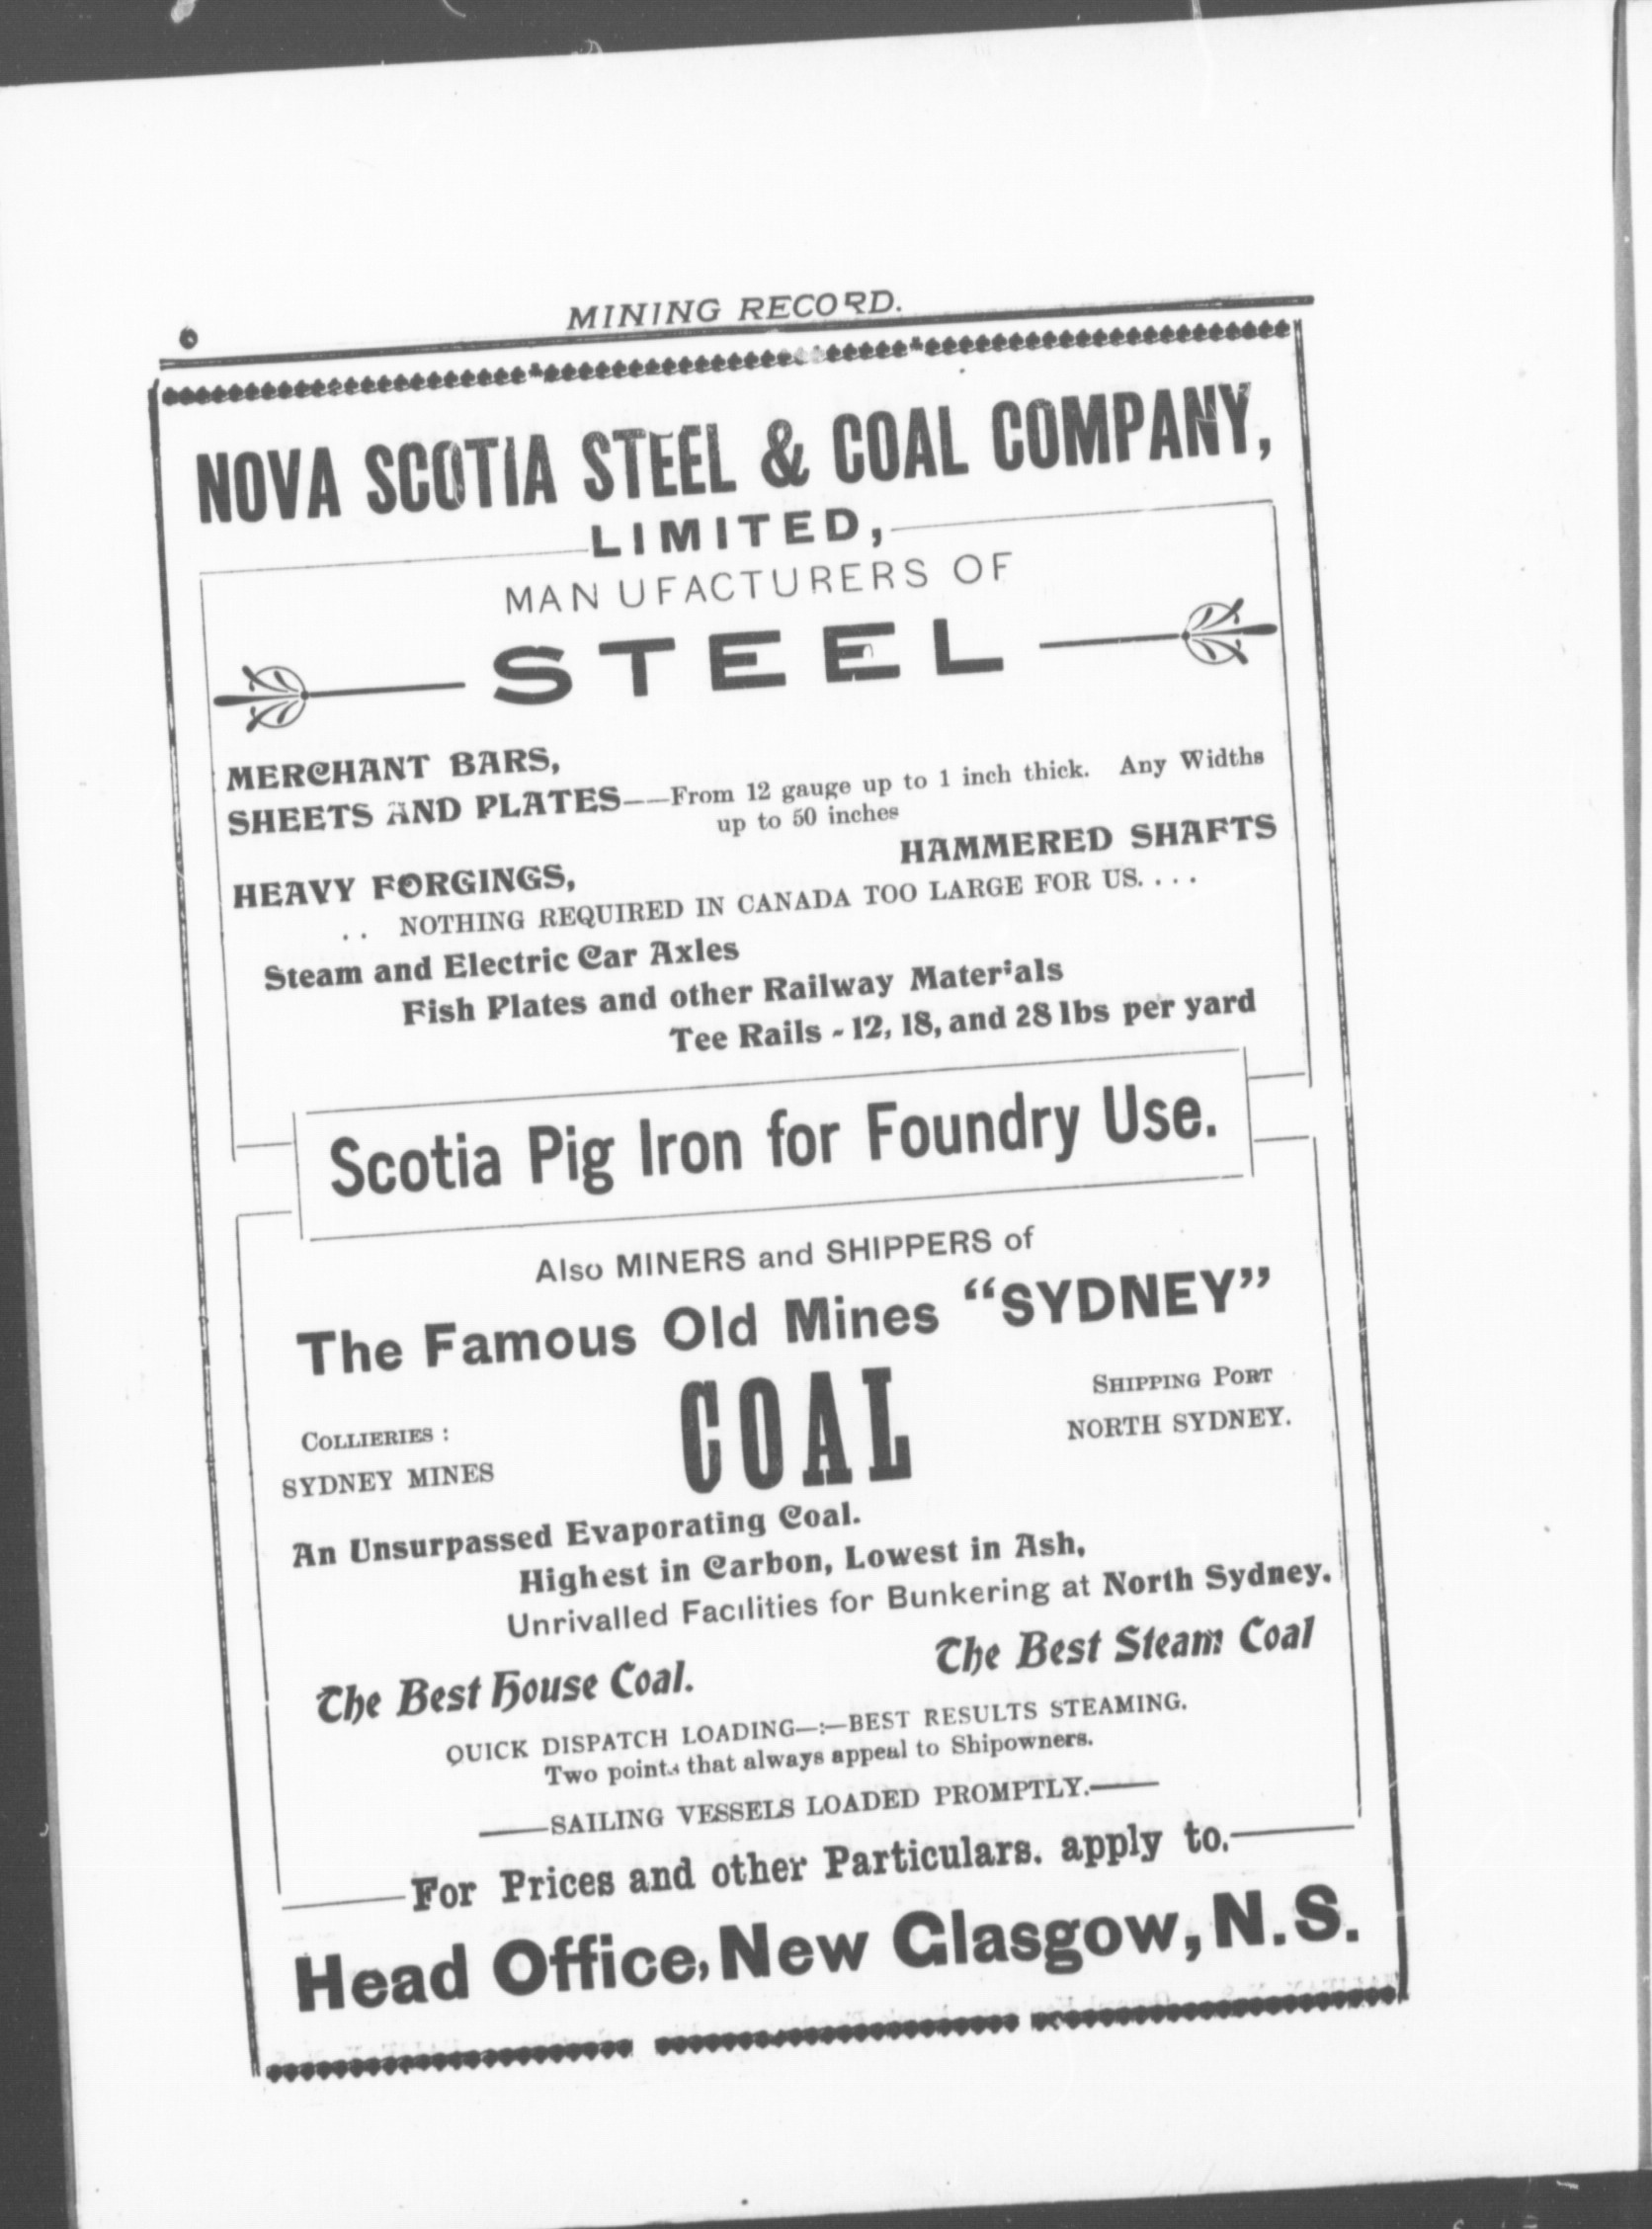 MINING RECORD.
6
NOVA SCOTIA STEEL & COAL COMPANY,
LIMITED,
MANUFACTURERS OF
STEEL
MERCHANT BARS,
SHEETS AND PLATES——From 12 gauge up to 1 inch thick. Any Widths
up to 50 inches
HEAVY FORGINGS, HAMMERED SHAFTS
. . NOTHING REQUIRED IN CANADA TOO LARGE FOR US. . . .
Steam and Electric Car Axles
Fish Plates and other Railway Materials
Tee Rails - 12, 18, and 28 lbs per yard
Scotia Pig Iron for Foundry Use.
Also MINERS and SHIPPERS of
The Famous Old Mines "SYDNEY"
COAL
COLLIERIES :
SYDNEY MINES
SHIPPING PORT
NORTH SYDNEY.
An Unsurpassed Evaporating Coal.
Highest in Carbon, Lowest in Ash,
Unrivalled Facilities for Bunkering at North Sydney.
The Best House Coal. The Best Steam Coal
QUICK DISPATCH LOADING—:—BEST RESULTS STEAMING.
Two points that always appeal to Shipowners.
——SAILING VESSELS LOADED PROMPTLY.——
——For Prices and other Particulars. apply to.——
Head Office, New Glasgow, N.S.